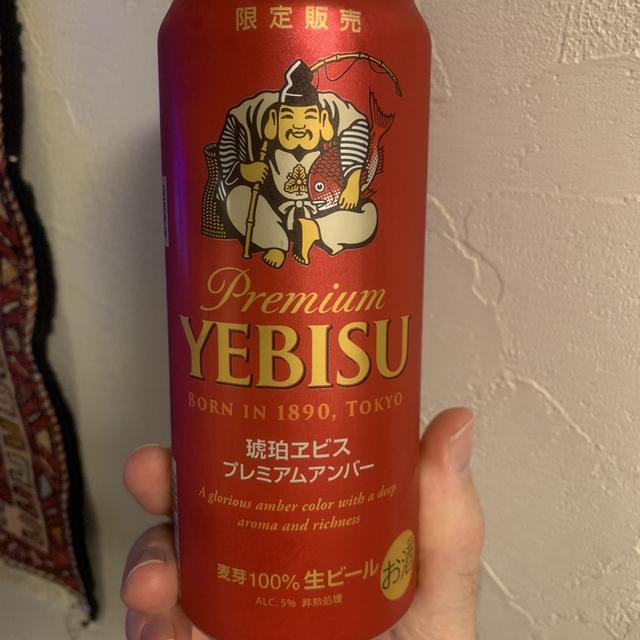 限定販売
Premium
YEBISU
BORN IN 1890, TOKYO
琥珀ヱビス
プレミアムアンバー
A glorious amber color with a deep
aroma and richness
麦芽100% 生ビール
お酒
ALC. 5% 非熱処理